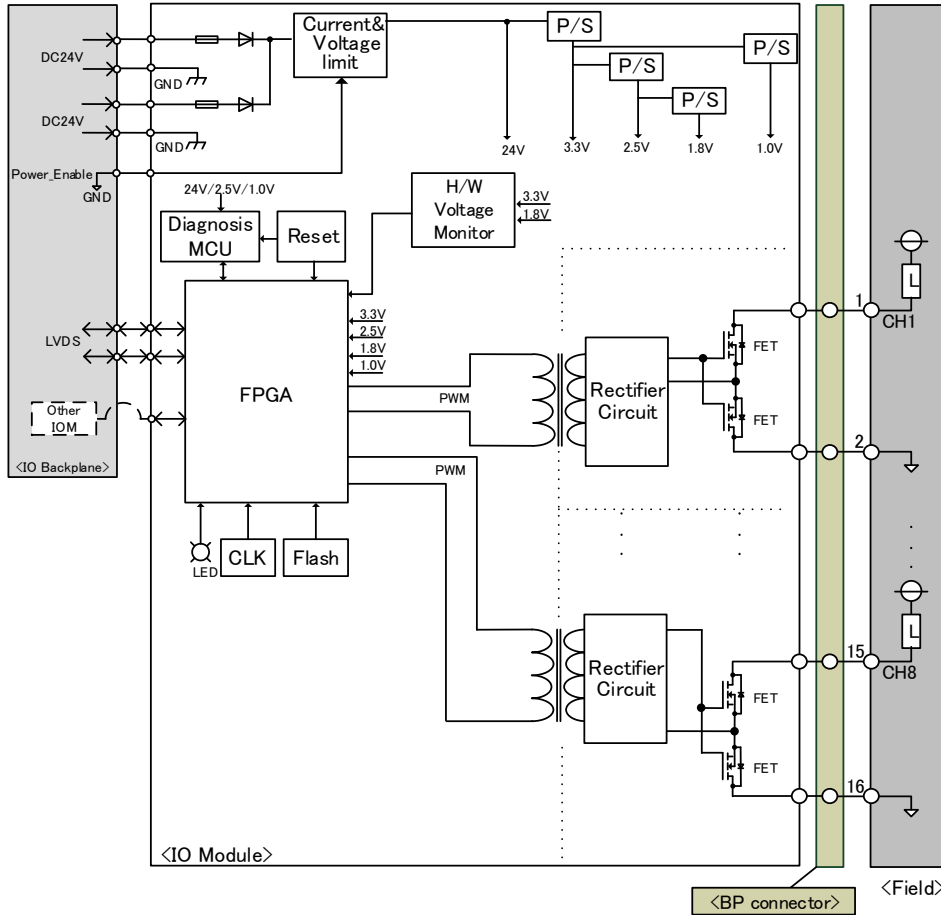 Current&
Voltage
limit
P/S
P/S
P/S
P/S
DC24V
GND
DC24V
GND
24V
3.3V
2.5V
1.8V
1.0V
Power_Enable
GND
24V/2.5V/1.0V
Diagnosis
MCU
Reset
H/W
Voltage
Monitor
3.3V
1.8V
LVDS
FPGA
3.3V
2.5V
1.8V
1.0V
PWM
PWM
Rectifier
Circuit
FET
FET
1
L
CH1
2
Other
IOM
<IO Backplane>
LED
CLK
Flash
Rectifier
Circuit
FET
FET
15
L
CH8
16
<IO Module>
<BP connector>
<Field>